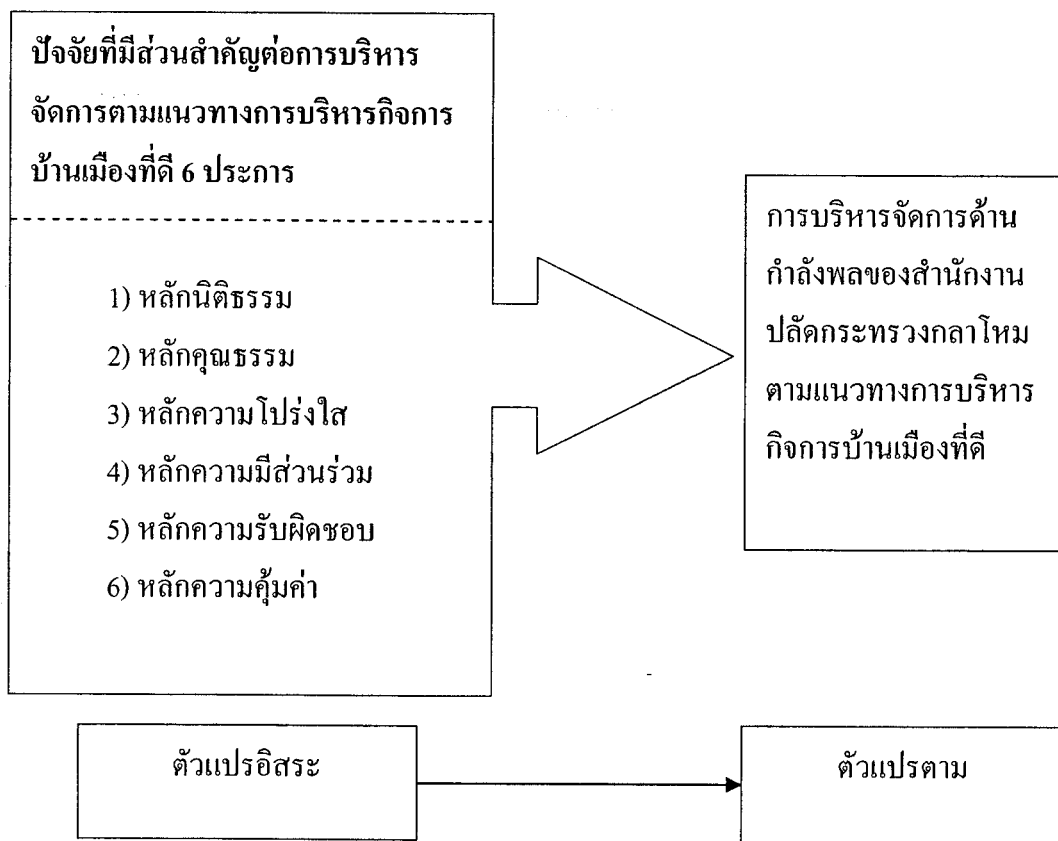 ปัจจัยที่มีส่วนสำคัญต่อการบริหาร
จัดการตามแนวทางการบริหารกิจการ
บ้านเมืองที่ดี 6 ประการ
1) หลักนิติธรรม
2) หลักคุณธรรม
3) หลักความโปร่งใส
4) หลักความมีส่วนร่วม
5) หลักความรับผิดชอบ
6) หลักความคุ้มค่า
การบริหารจัดการด้าน
กำลังพลของสำนักงาน
ปลัดกระทรวงกลาโหม
ตามแนวทางการบริหาร
กิจการบ้านเมืองที่ดี
ตัวแปรอิสระ
ตัวแปรตาม